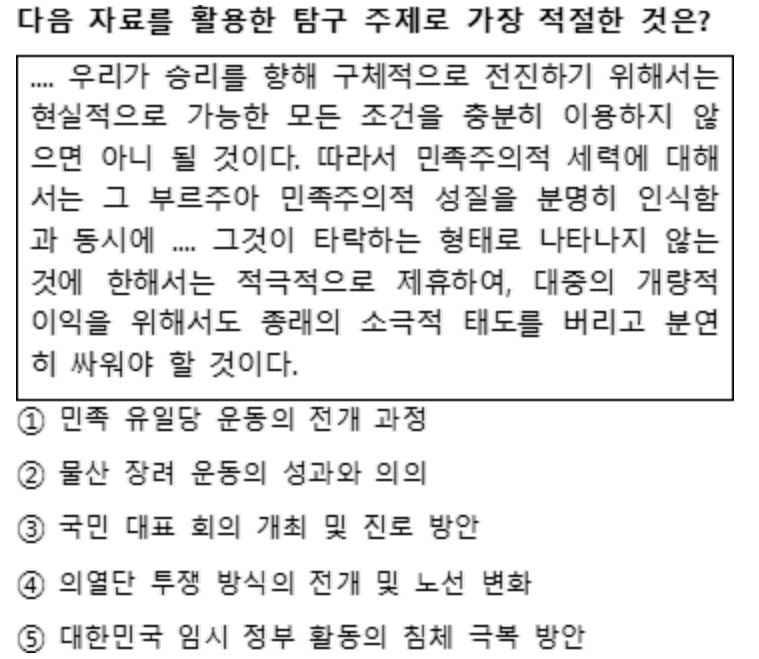 다음 자료를 활용한 탐구 주제로 가장 적절한 것은?
.... 우리가 승리를 향해 구체적으로 전진하기 위해서는
현실적으로 가능한 모든 조건을 충분히 이용하지 않
으면 아니 될 것이다. 따라서 민족주의적 세력에 대해
서는 그 부르주아 민족주의적 성질을 분명히 인식함
과 동시에 .... 그것이 타락하는 형태로 나타나지 않는
것에 한해서는 적극적으로 제휴하여, 대중의 개량적
이익을 위해서도 종래의 소극적 태도를 버리고 분연
히 싸워야 할 것이다.
① 민족 유일당 운동의 전개 과정
② 물산 장려 운동의 성과와 의의
③ 국민 대표 회의 개최 및 진로 방안
④ 의열단 투쟁 방식의 전개 및 노선 변화
⑤ 대한민국 임시 정부 활동의 침체 극복 방안